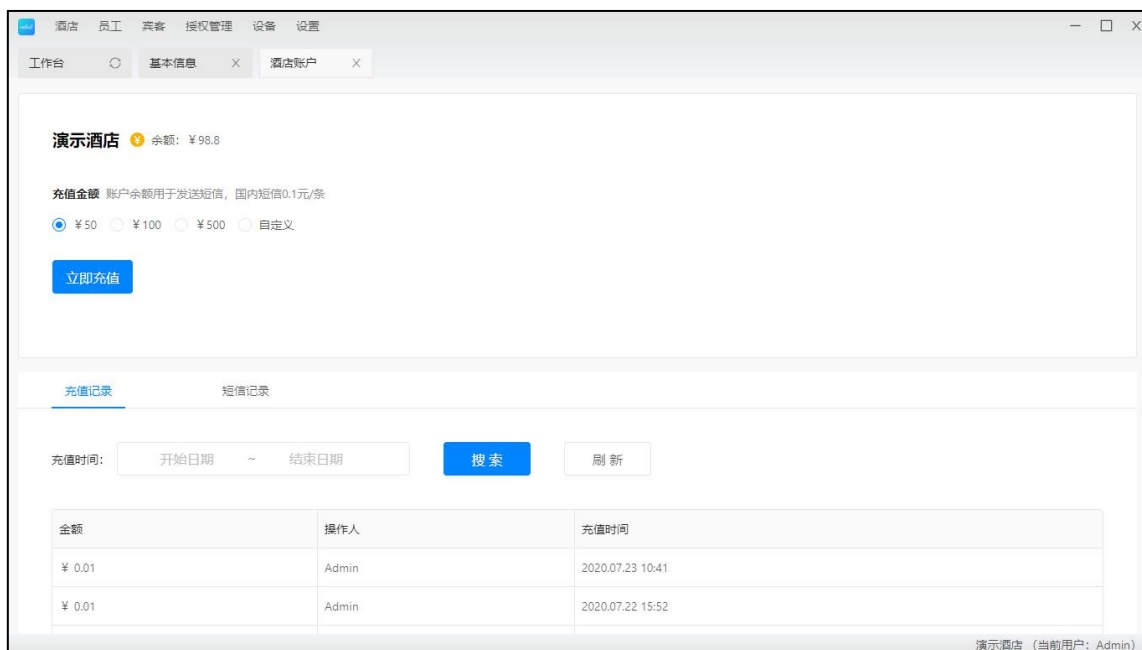 酒店 员工 宾客 授权管理 设备 设置
工作台 基本信息 酒店账户
演示酒店 余额：￥98.8
充值金额 账户余额用于发送短信，国内短信0.1元/条
￥50 ￥100 ￥500 自定义
立即充值
充值记录 短信记录
充值时间： 开始日期 ~ 结束日期 搜索 刷新
金额 操作人 充值时间
￥ 0.01 Admin 2020.07.23 10:41
￥ 0.01 Admin 2020.07.22 15:52
演示酒店 （当前用户：Admin）